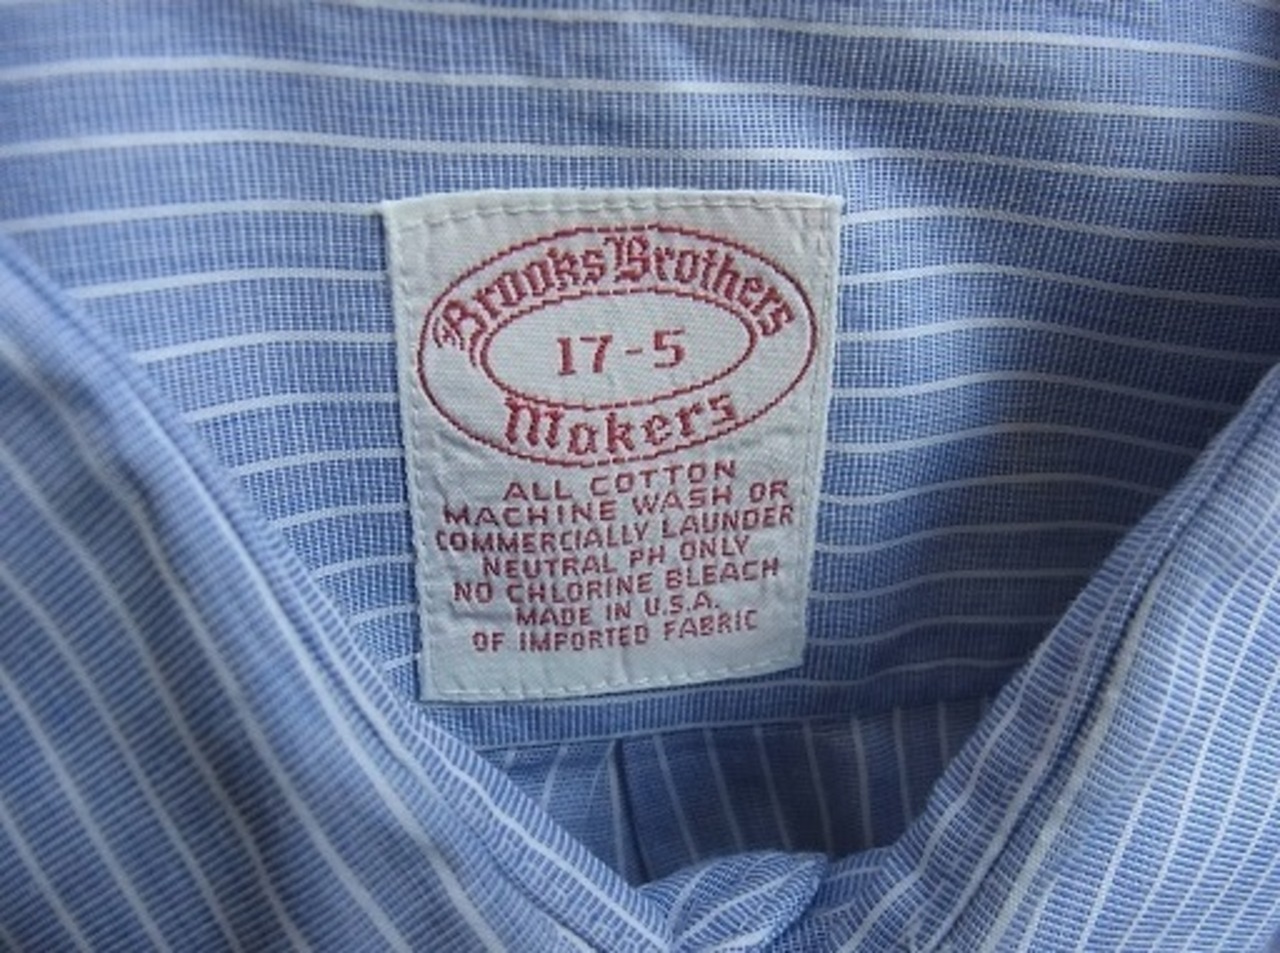 Brooks Brothers
17-5
Makers
ALL COTTON
MACHINE WASH OR
COMMERCIALLY LAUNDER
NEUTRAL PH ONLY
NO CHLORINE BLEACH
MADE IN U.S.A.
OF IMPORTED FABRIC